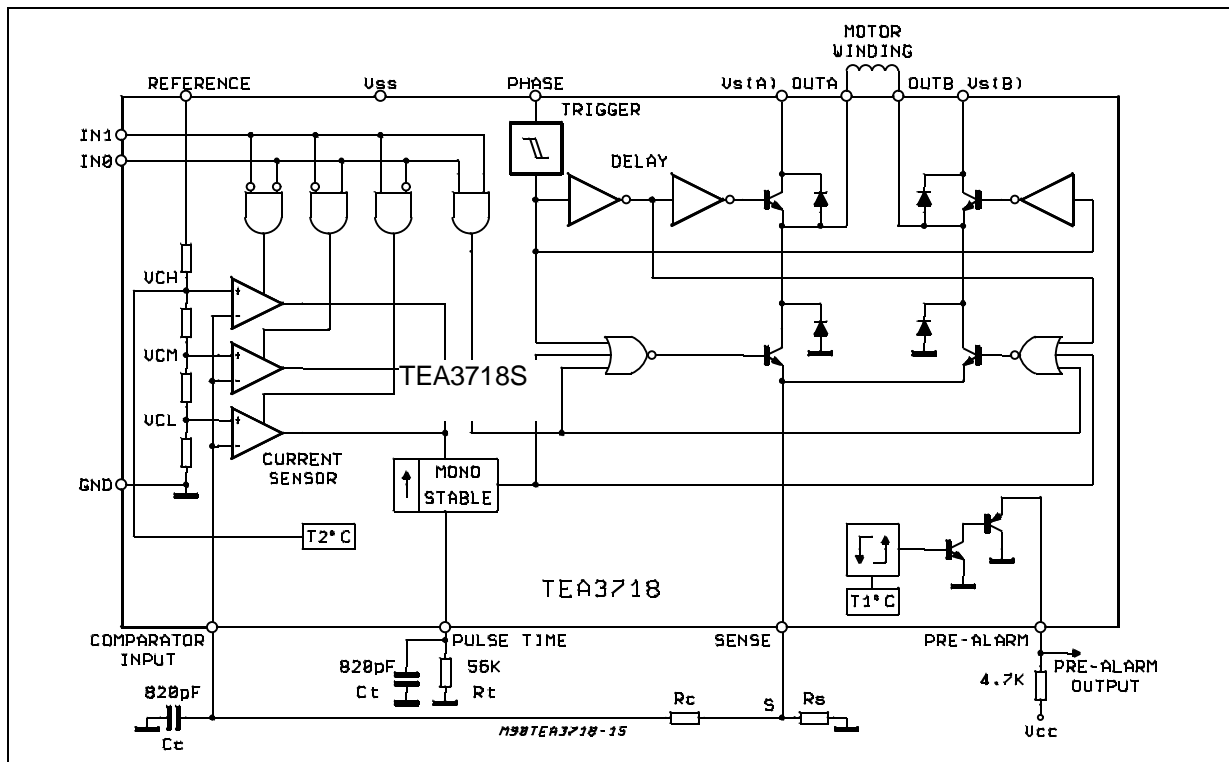 MOTOR
WINDING
REFERENCE
Vss
PHASE
Vs(A)
OUTA
OUTB
Vs(B)
TRIGGER
IN1
IN0
DELAY
VCH
+
-
VCM
+
-
TEA3718S
VCL
+
-
CURRENT
SENSOR
GND
MONO
STABLE
T2°C
TEA3718
T1°C
COMPARATOR
INPUT
PULSE TIME
SENSE
PRE-ALARM
820pF
Ct
56K
Rt
PRE-ALARM
OUTPUT
4.7K
820pF
Cc
Rc
S
Rs
Vcc
M90TEA3718-15